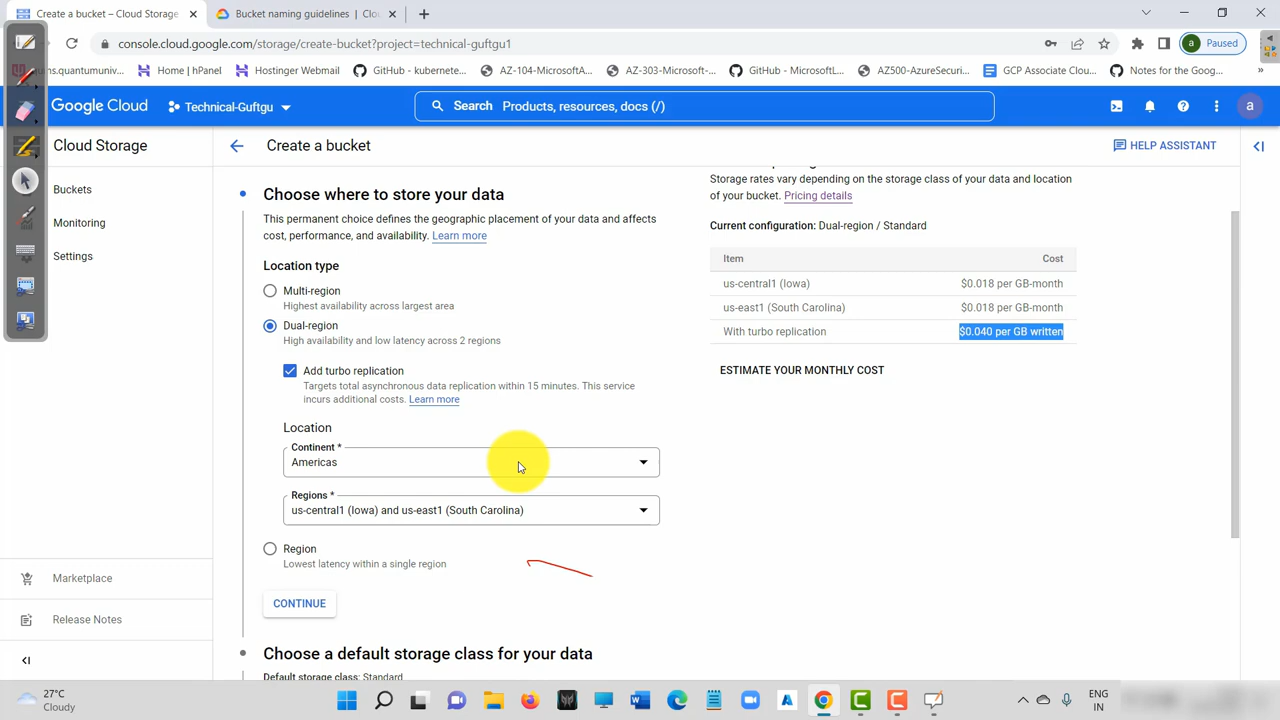 Create a bucket – Cloud Storage
Bucket naming guidelines | Clou
console.cloud.google.com/storage/create-bucket?project=technical-guftgu1
Paused
ums.quantumuniv...
Home | hPanel
Hostinger Webmail
GitHub - kubernete...
AZ-104-MicrosoftA...
AZ-303-Microsoft-...
GitHub - MicrosoftL...
AZ500-AzureSecuri...
GCP Associate Clou...
Notes for the Goog...
Google Cloud
Technical-Guftgu
Search Products, resources, docs (/)
a
Cloud Storage
Create a bucket
HELP ASSISTANT
Buckets
Monitoring
Settings
Marketplace
Release Notes
Choose where to store your data
This permanent choice defines the geographic placement of your data and affects
cost, performance, and availability. Learn more
Location type
Multi-region
Highest availability across largest area
Dual-region
High availability and low latency across 2 regions
Add turbo replication
Targets total asynchronous data replication within 15 minutes. This service
incurs additional costs. Learn more
Location
Continent *
Americas
Regions *
us-central1 (Iowa) and us-east1 (South Carolina)
Region
Lowest latency within a single region
CONTINUE
Choose a default storage class for your data
Default storage class: Standard
Storage rates vary depending on the storage class of your data and location
of your bucket. Pricing details
Current configuration: Dual-region / Standard
Item Cost
us-central1 (Iowa) $0.018 per GB-month
us-east1 (South Carolina) $0.018 per GB-month
With turbo replication $0.040 per GB written
ESTIMATE YOUR MONTHLY COST
27°C
Cloudy
ENG
IN